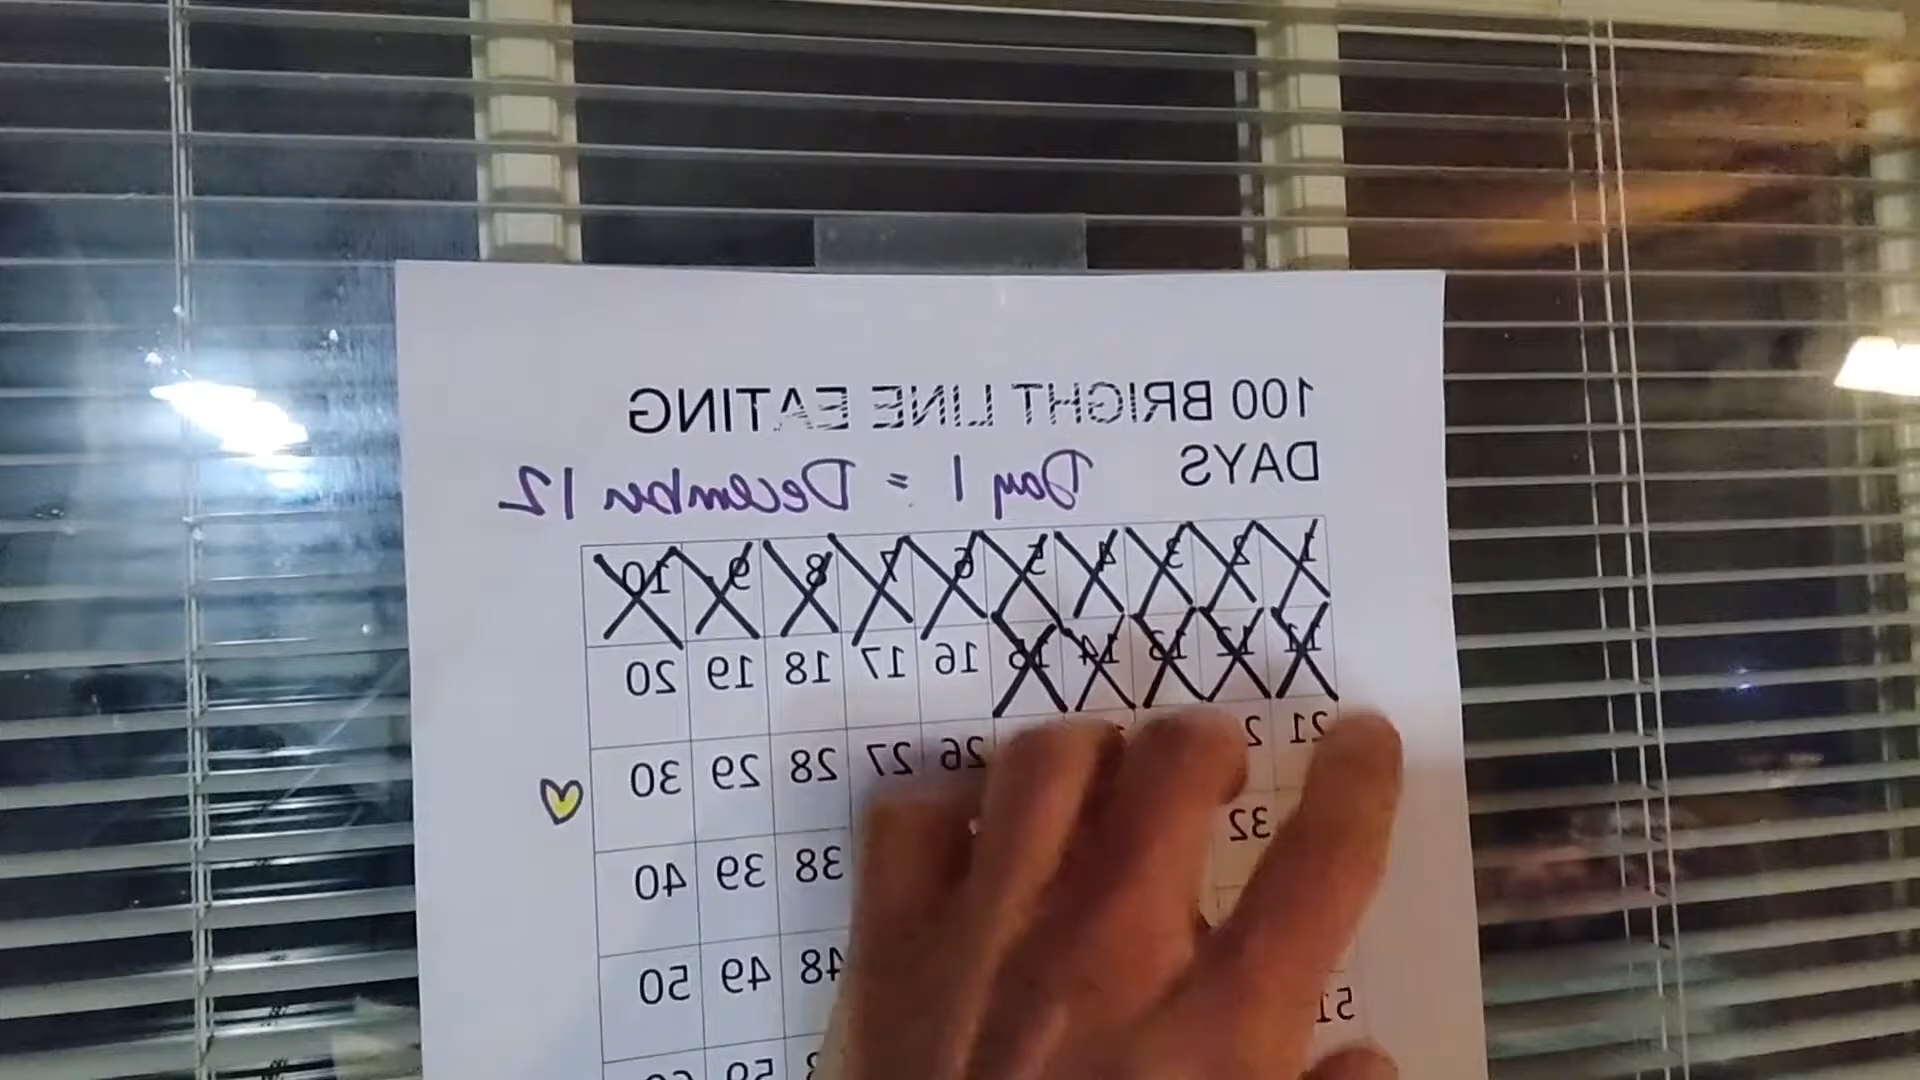 100 BRIGHT LINE EATING
DAYS Day 1 = December 12
1 2 3 4 5 6 7 8 9 10
11 12 13 14 15 16 17 18 19 20
21 2 26 27 28 29 30
32 38 39 40
48 49 50
51 59